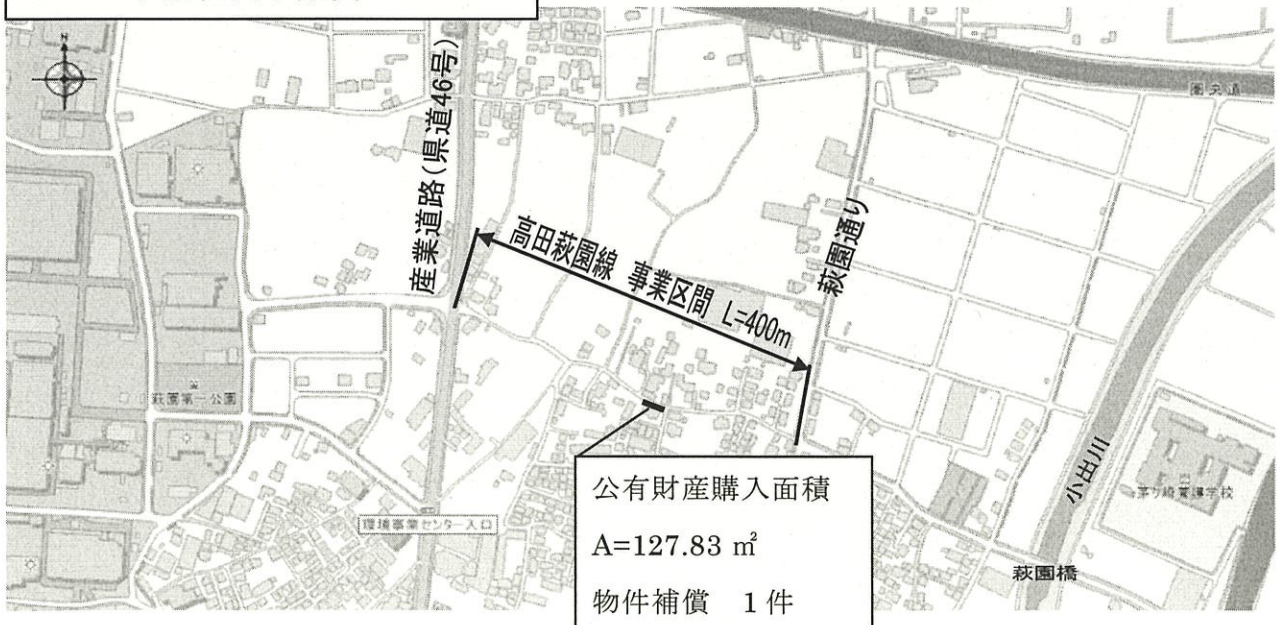 圏央道
産業道路(県道46号)
高田萩園線 事業区間 L=400m
萩園通り
萩園第一公園
小出川
茅ケ崎養護学校
環境事業センター入口
萩園橋
公有財産購入面積
A=127.83 ㎡
物件補償 1件